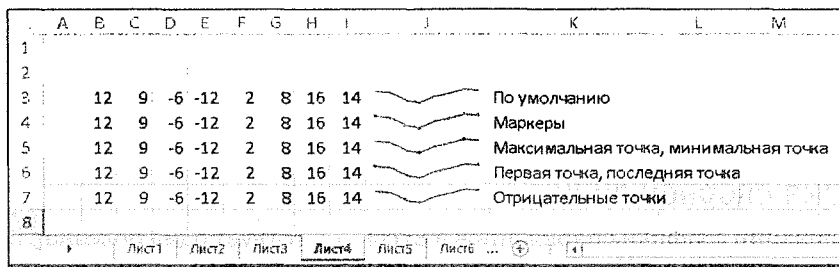 A B C D E F G H I J K L M
1
2
3 12 9 -6 -12 2 8 16 14 По умолчанию
4 12 9 -6 -12 2 8 16 14 Маркеры
5 12 9 -6 -12 2 8 16 14 Максимальная точка, минимальная точка
6 12 9 -6 -12 2 8 16 14 Первая точка, последняя точка
7 12 9 -6 -12 2 8 16 14 Отрицательные точки
8
Лист1 Лист2 Лист3 Лист4 Лист5 Лист6 ...